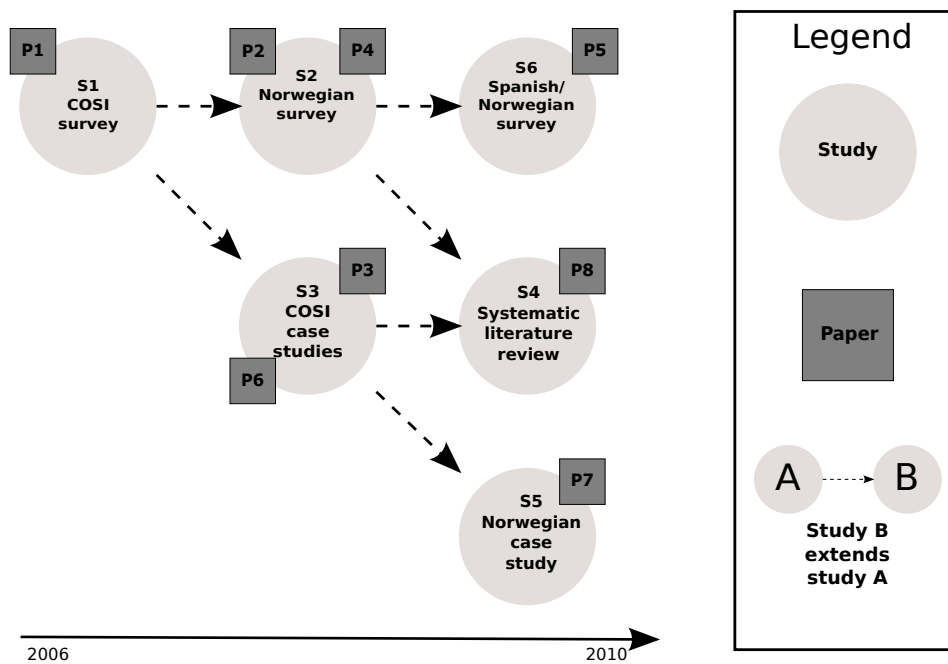 P1
S1
COSI
survey
P2
P4
S2
Norwegian
survey
P5
S6
Spanish/
Norwegian
survey
P3
S3
COSI
case
studies
P6
P8
S4
Systematic
literature
review
P7
S5
Norwegian
case
study
2006
2010
Legend
Study
Paper
A
B
Study B
extends
study A